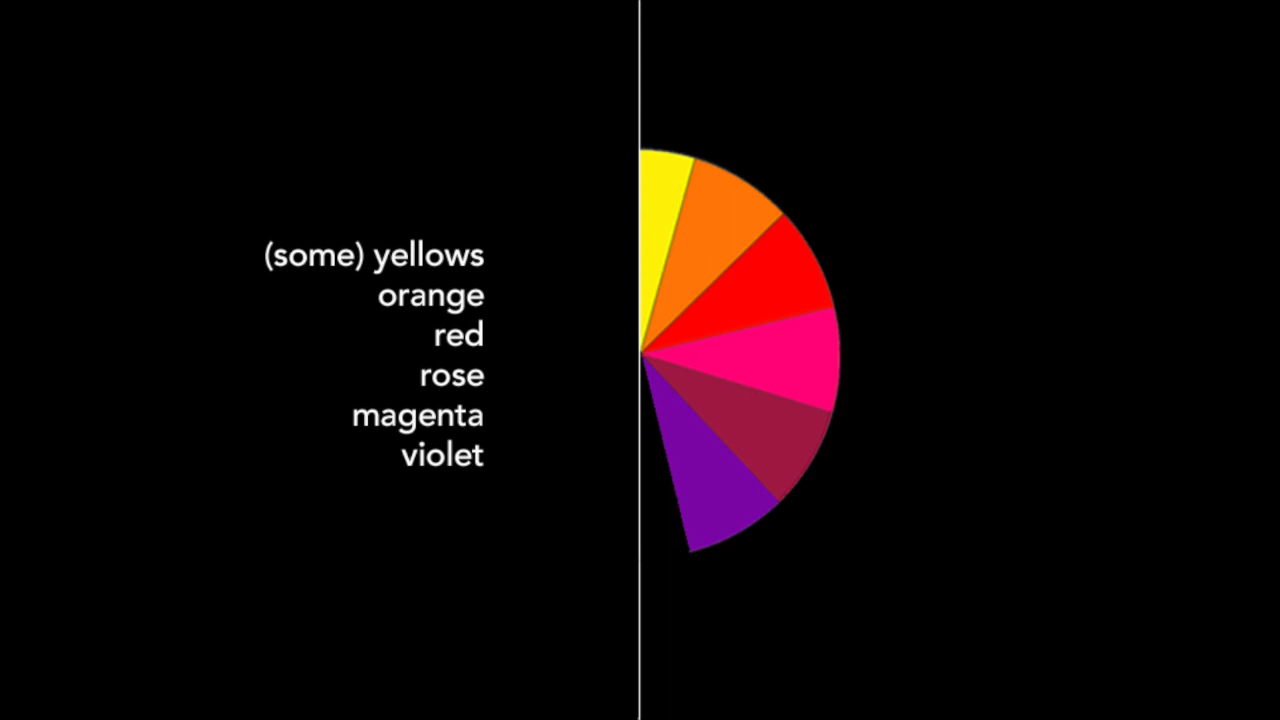 (some) yellows
orange
red
rose
magenta
violet